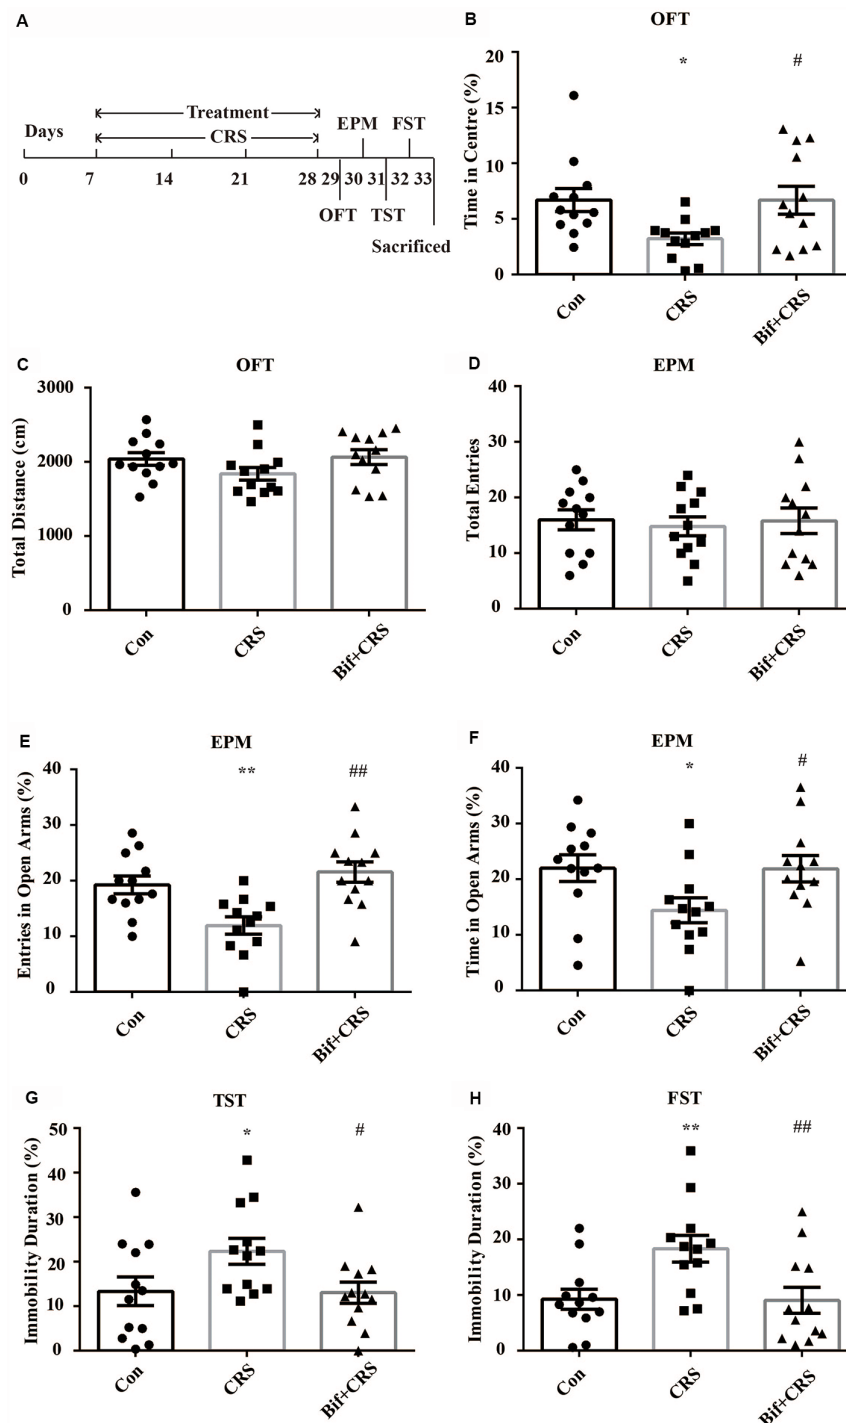 A
Days
Treatment
CRS
EPM FST
0 7 14 21 28 29 30 31 32 33
OFT TST
Sacrificed
B
OFT
Time in Centre (%)
20
15
10
5
0
*
#
Con
CRS
Bif+CRS
C
OFT
Total Distance (cm)
3000
2000
1000
0
Con
CRS
Bif+CRS
D
EPM
Total Entries
40
30
20
10
0
Con
CRS
Bif+CRS
E
EPM
Entries in Open Arms (%)
40
30
20
10
0
**
##
Con
CRS
Bif+CRS
F
EPM
Time in Open Arms (%)
40
30
20
10
0
*
#
Con
CRS
Bif+CRS
G
TST
Immobility Duration (%)
50
40
30
20
10
0
*
#
Con
CRS
Bif+CRS
H
FST
Immobility Duration (%)
40
30
20
10
0
**
##
Con
CRS
Bif+CRS